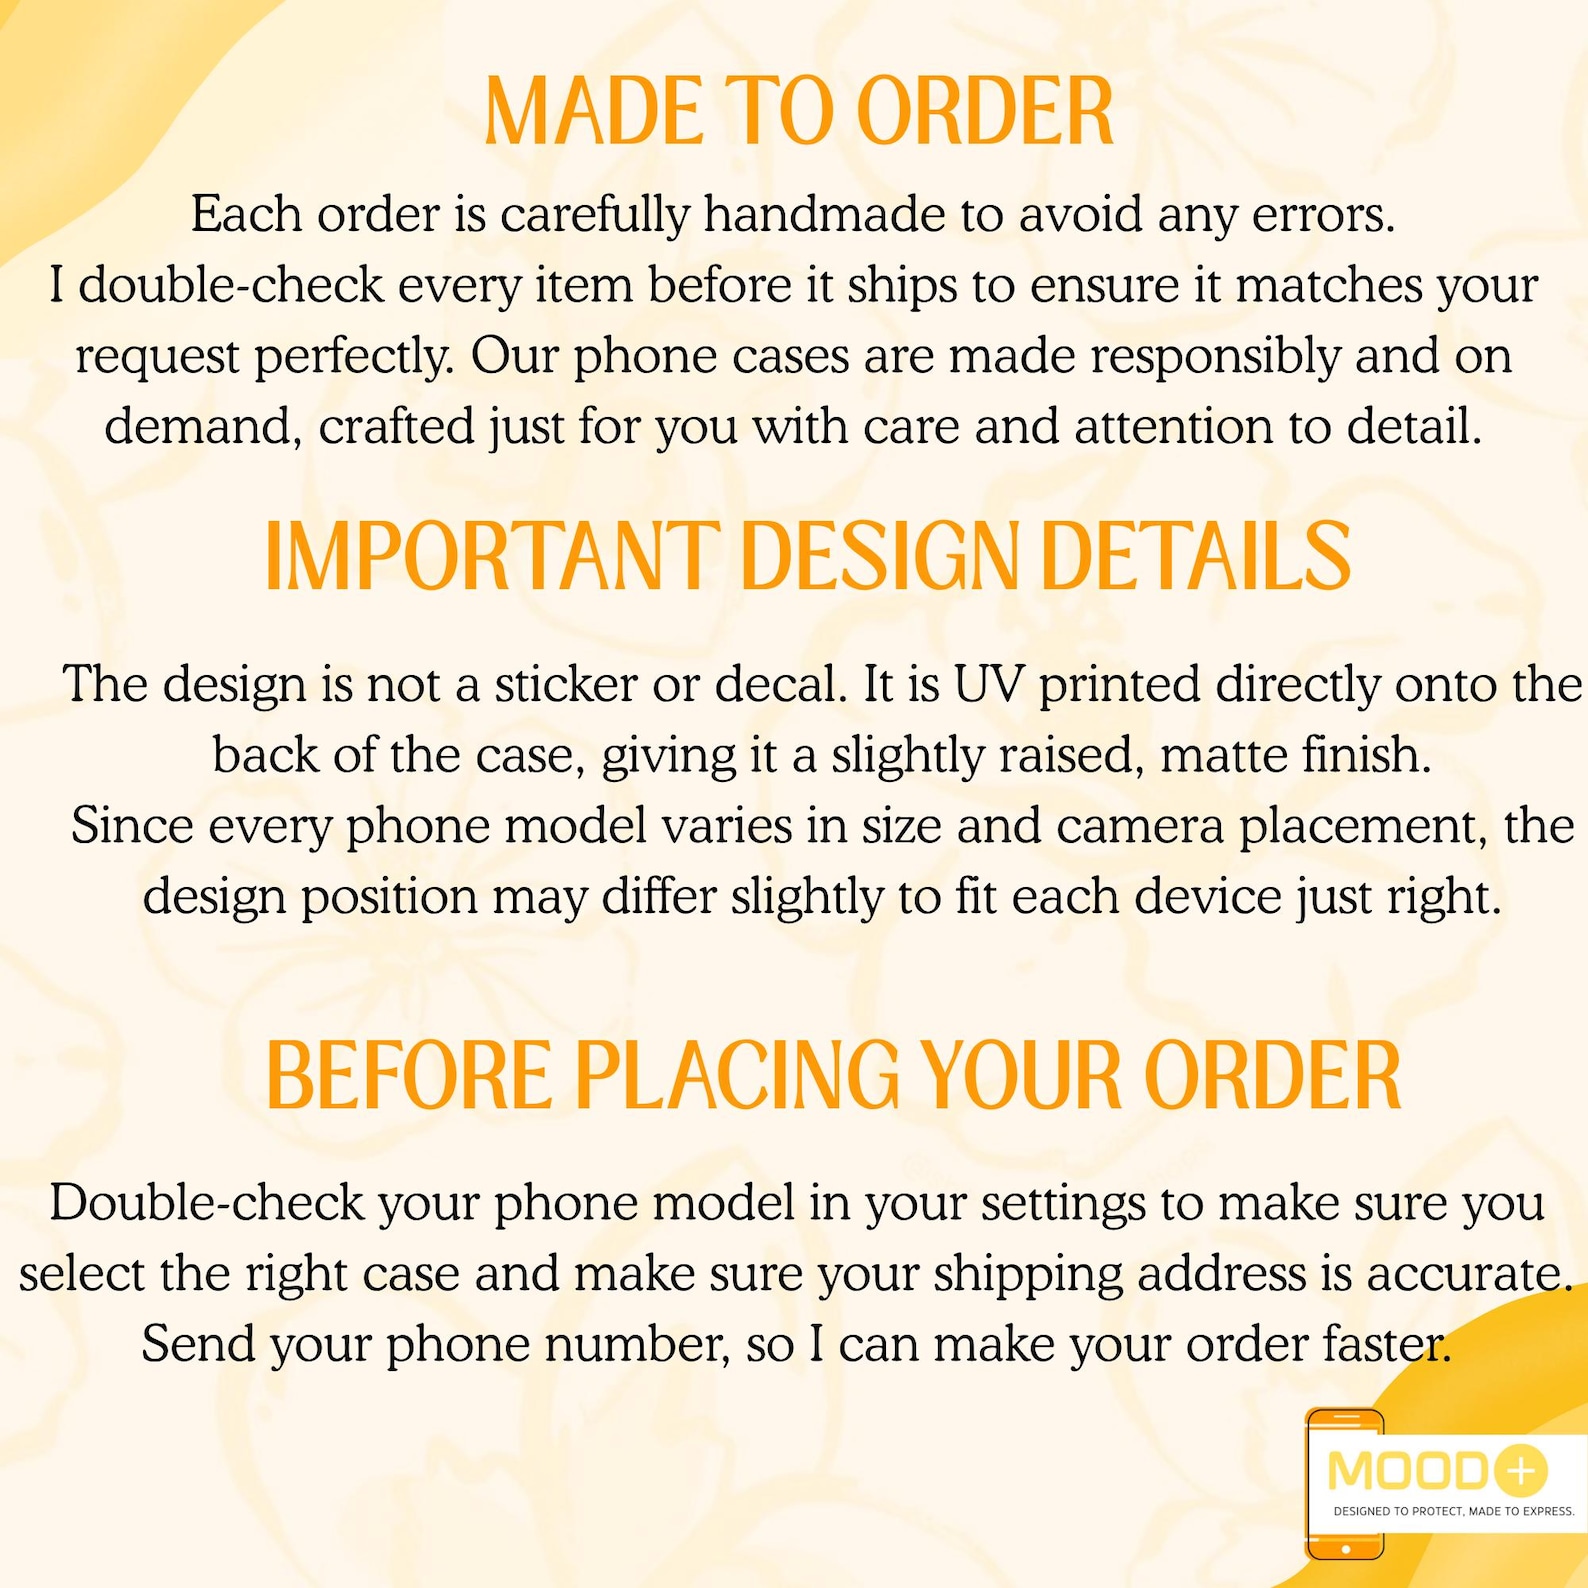 MADE TO ORDER
Each order is carefully handmade to avoid any errors.
I double-check every item before it ships to ensure it matches your
request perfectly. Our phone cases are made responsibly and on
demand, crafted just for you with care and attention to detail.
IMPORTANT DESIGN DETAILS
The design is not a sticker or decal. It is UV printed directly onto the
back of the case, giving it a slightly raised, matte finish.
Since every phone model varies in size and camera placement, the
design position may differ slightly to fit each device just right.
BEFORE PLACING YOUR ORDER
Double-check your phone model in your settings to make sure you
select the right case and make sure your shipping address is accurate.
Send your phone number, so I can make your order faster.
MOOD+
DESIGNED TO PROTECT, MADE TO EXPRESS.